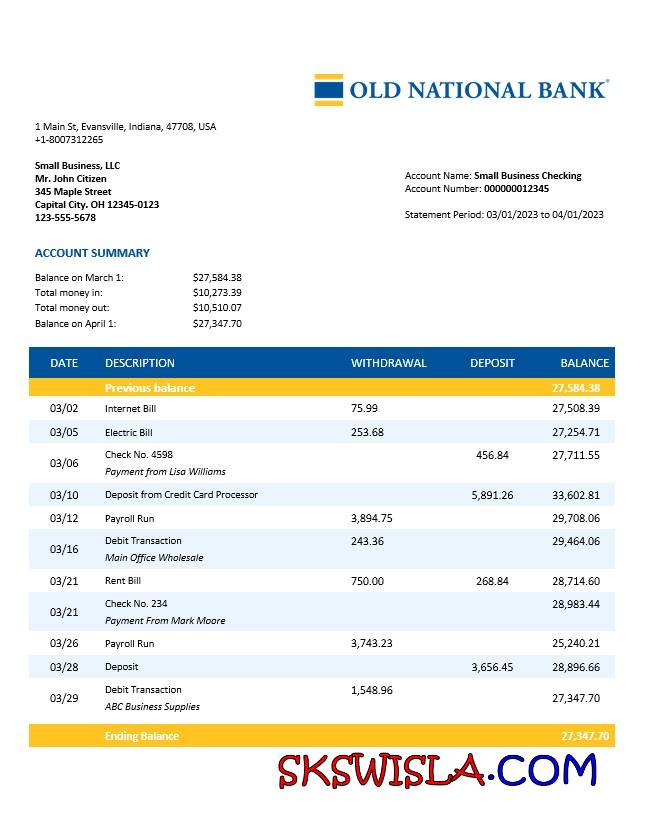 OLD NATIONAL BANK®
1 Main St, Evansville, Indiana, 47708, USA
+1-8007312265
Small Business, LLC
Mr. John Citizen
345 Maple Street
Capital City. OH 12345-0123
123-555-5678
Account Name: Small Business Checking
Account Number: 000000012345
Statement Period: 03/01/2023 to 04/01/2023
ACCOUNT SUMMARY
Balance on March 1: $27,584.38
Total money in: $10,273.39
Total money out: $10,510.07
Balance on April 1: $27,347.70
DATE DESCRIPTION WITHDRAWAL DEPOSIT BALANCE
Previous balance 27,584.38
03/02 Internet Bill 75.99 27,508.39
03/05 Electric Bill 253.68 27,254.71
03/06 Check No. 4598 456.84 27,711.55
Payment from Lisa Williams
03/10 Deposit from Credit Card Processor 5,891.26 33,602.81
03/12 Payroll Run 3,894.75 29,708.06
03/16 Debit Transaction 243.36 29,464.06
Main Office Wholesale
03/21 Rent Bill 750.00 268.84 28,714.60
03/21 Check No. 234 28,983.44
Payment From Mark Moore
03/26 Payroll Run 3,743.23 25,240.21
03/28 Deposit 3,656.45 28,896.66
03/29 Debit Transaction 1,548.96 27,347.70
ABC Business Supplies
Ending Balance 27,347.70
SKSWISLA.COM